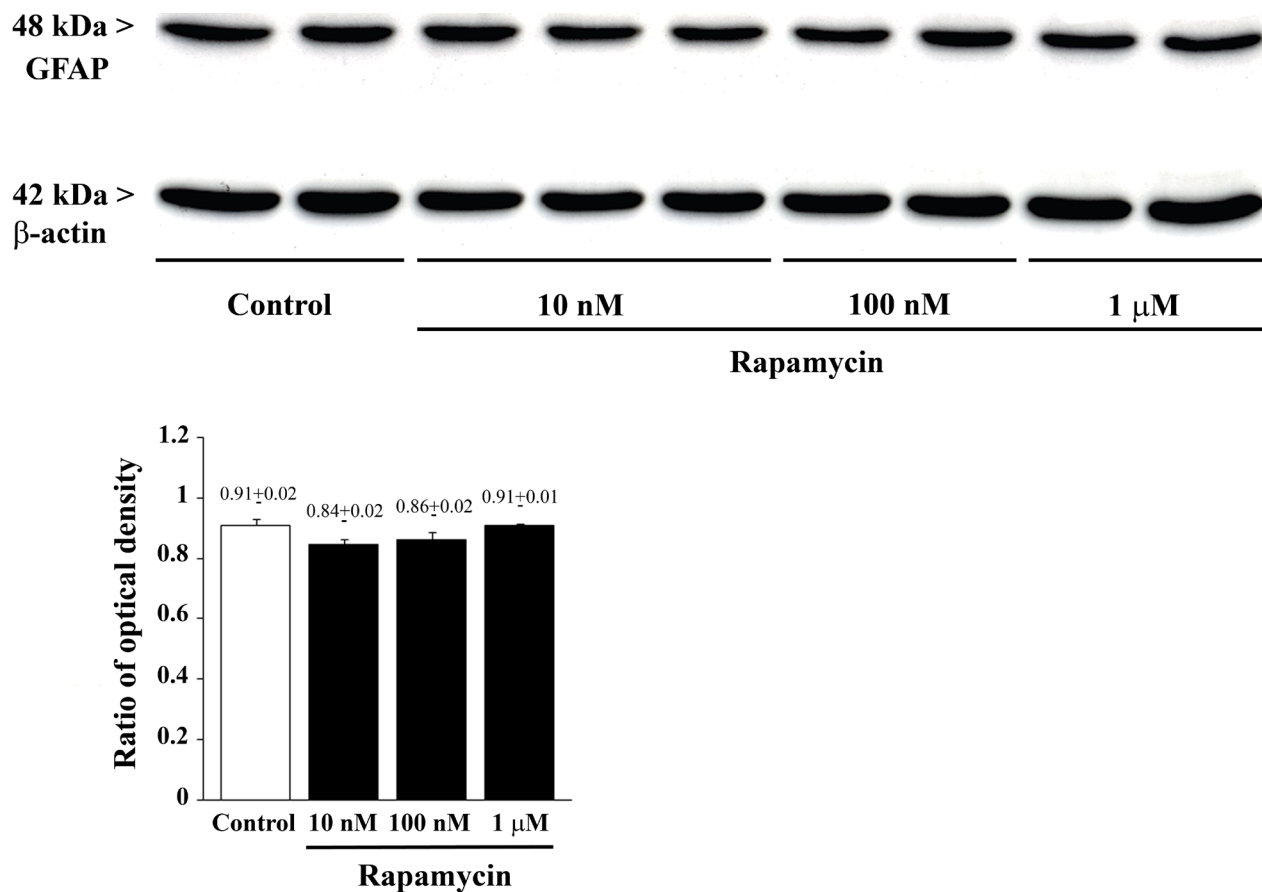 48 kDa >
GFAP
42 kDa >
β-actin
Control 10 nM 100 nM 1 μM
Rapamycin
Ratio of optical density
1.2
1
0.8
0.6
0.4
0.2
0
0.91±0.02 0.84±0.02 0.86±0.02 0.91±0.01
Control 10 nM 100 nM 1 μM
Rapamycin